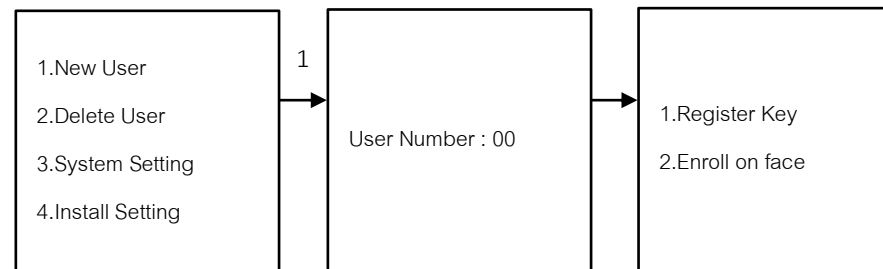 1.New User
2.Delete User
3.System Setting
4.Install Setting
1
User Number : 00
1.Register Key
2.Enroll on face